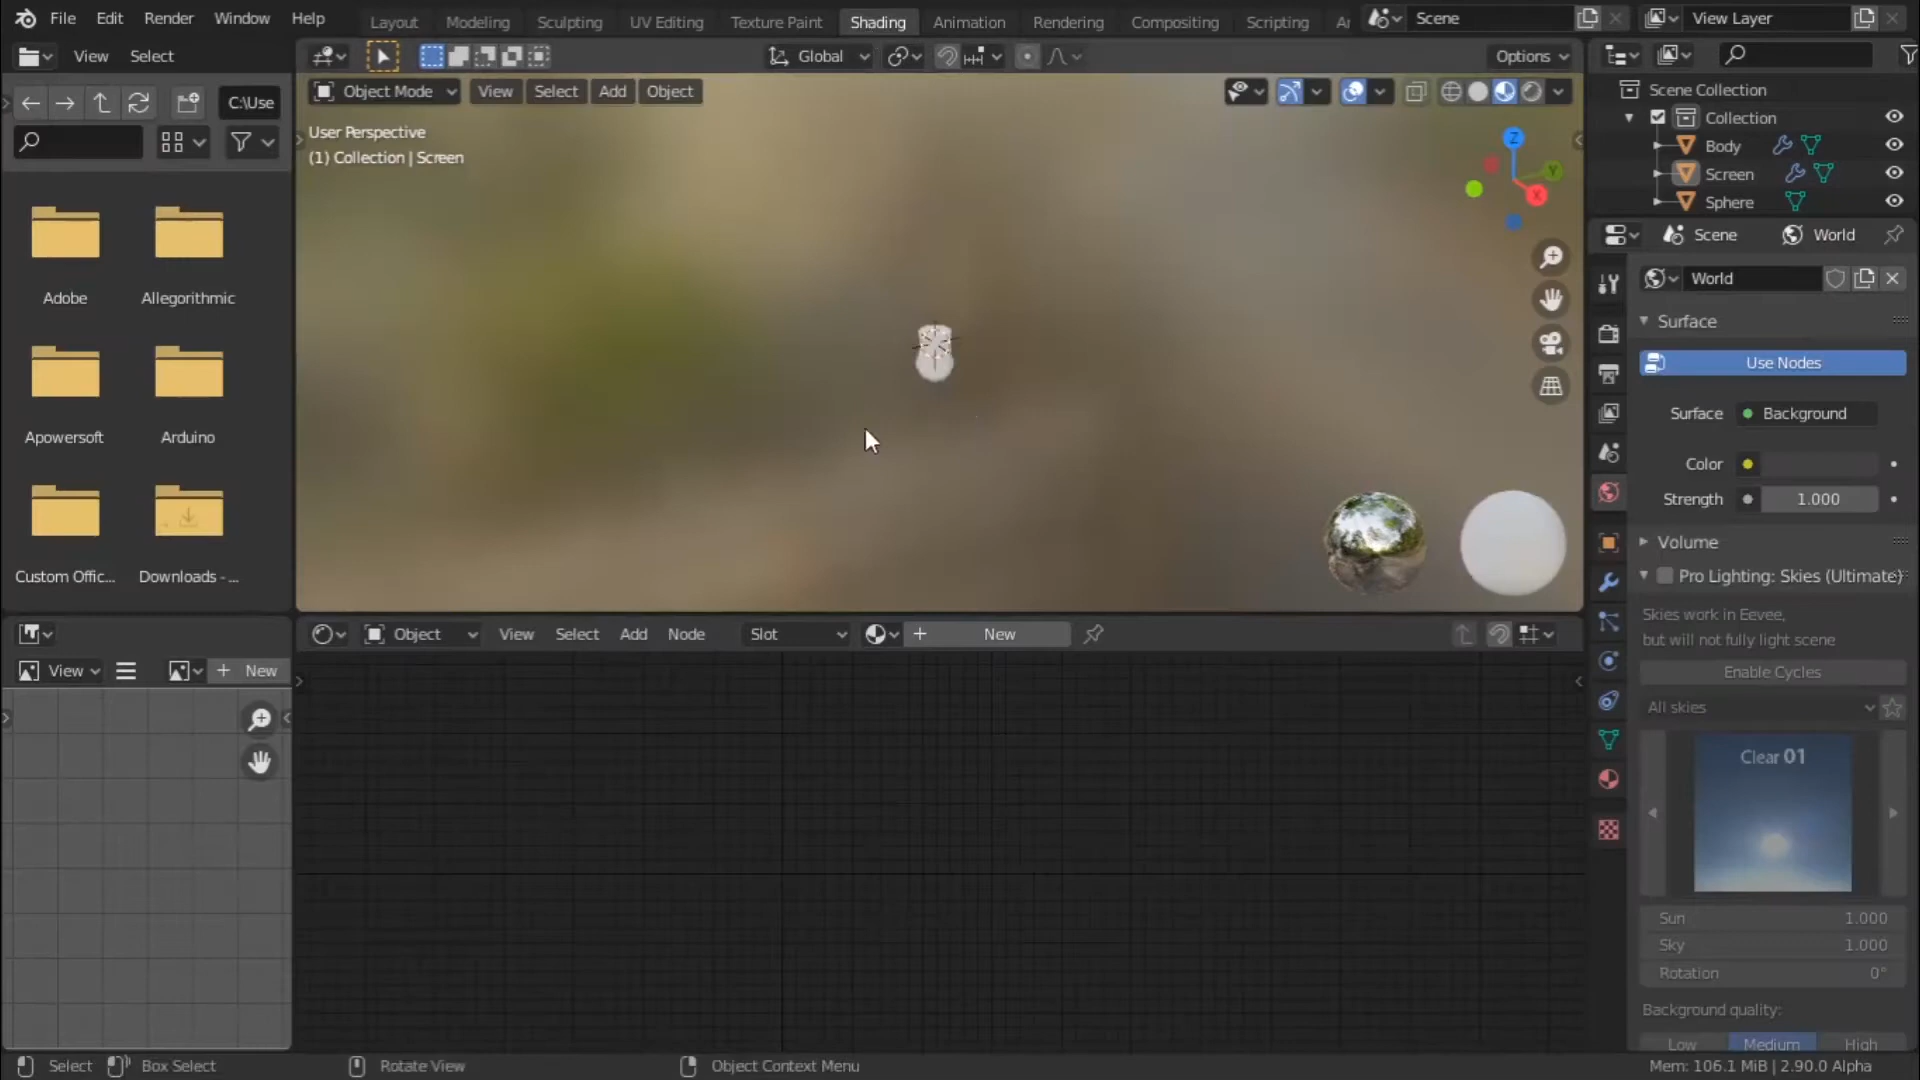 File Edit Render Window Help Layout Modeling Sculpting UV Editing Texture Paint Shading Animation Rendering Compositing Scripting Scene View Layer
View Select Global Options
C:\Use Object Mode View Select Add Object
User Perspective
(1) Collection | Screen
Z
Y
X
Adobe Allegorithmic
Apowersoft Arduino
Custom Offic... Downloads - ...
Scene Collection
Collection
Body
Screen
Sphere
Scene World
World
Surface
Use Nodes
Surface Background
Color
Strength 1.000
Volume
Pro Lighting: Skies (Ultimate)
Skies work in Eevee,
but will not fully light scene
Enable Cycles
All skies
Clear 01
Sun 1.000
Sky 1.000
Rotation 0°
Background quality:
Low Medium High
Object View Select Add Node Slot New
View New
Select Box Select Rotate View Object Context Menu Mem: 106.1 MiB | 2.90.0 Alpha